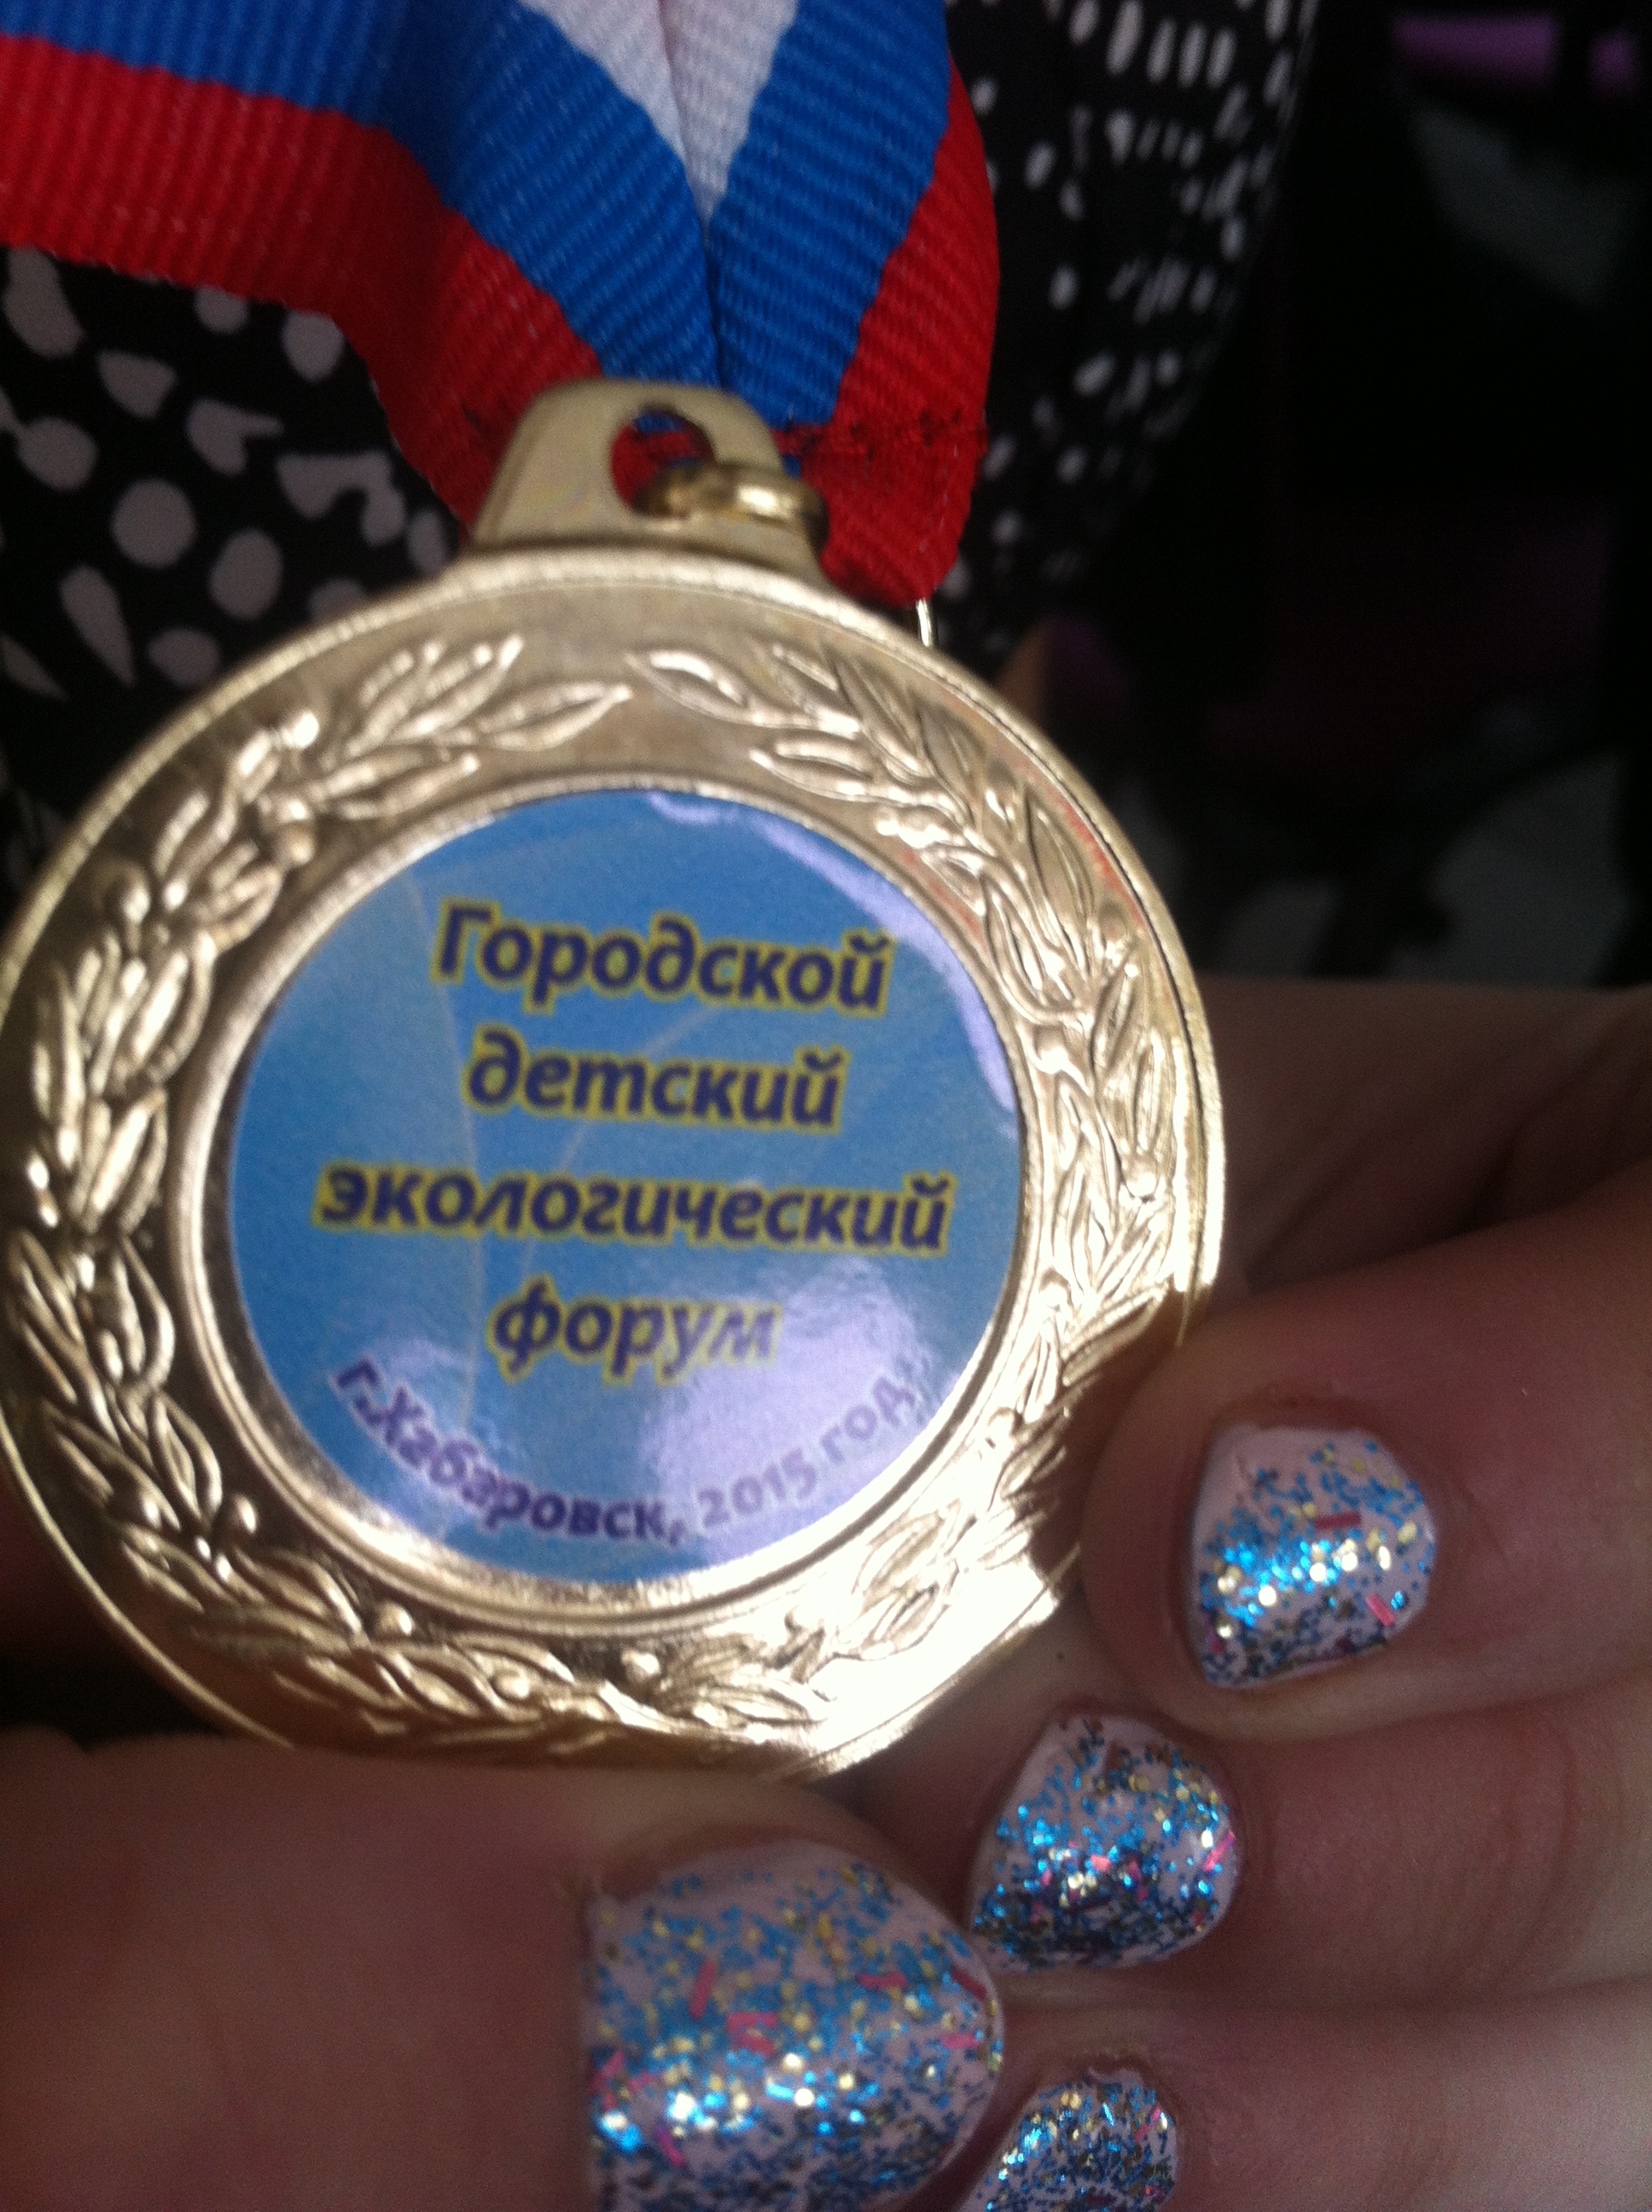 Городской
детский
экологический
форум
г.Хабаровск, 2015 год